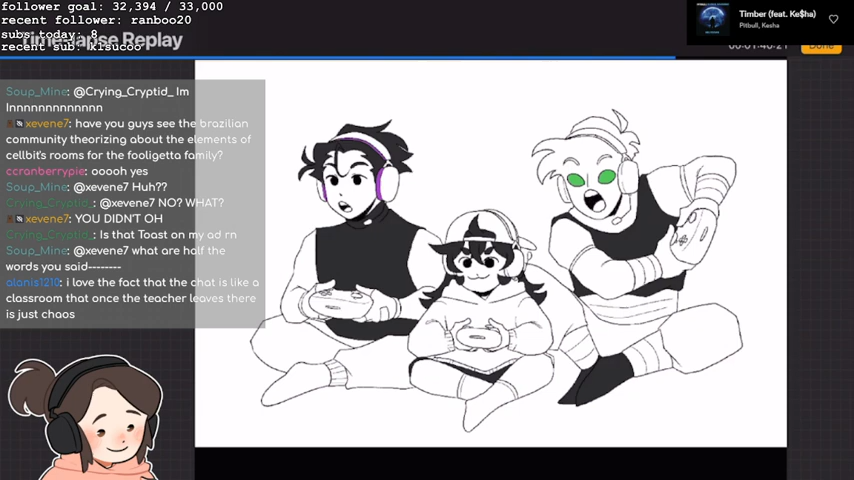 follower goal: 32,394 / 33,000
recent follower: ranboo20
subs today: 8
recent sub: klsucoo
Time-lapse Replay
Timber (feat. Ke$ha)
Pitbull, Kesha
Done
Soup_Mine: @Crying_Cryptid_ Im
Innnnnnnnnnnnn
xevene7: have you guys see the brazilian
community theorizing about the elements of
cellbit's rooms for the fooligetta family?
ccranberrypie: ooooh yes
Soup_Mine: @xevene7 Huh??
Crying_Cryptid_: @xevene7 NO? WHAT?
xevene7: YOU DIDN'T OH
Crying_Cryptid_: Is that Toast on my ad rn
Soup_Mine: @xevene7 what are half the
words you said--------
alanis1210: i love the fact that the chat is like a
classroom that once the teacher leaves there
is just chaos